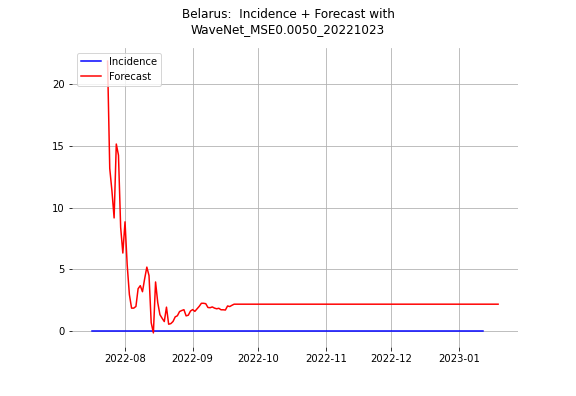 Belarus:  Incidence + Forecast with
WaveNet_MSE0.0050_20221023
Incidence
Forecast
20
15
10
5
0
2022-08 2022-09 2022-10 2022-11 2022-12 2023-01